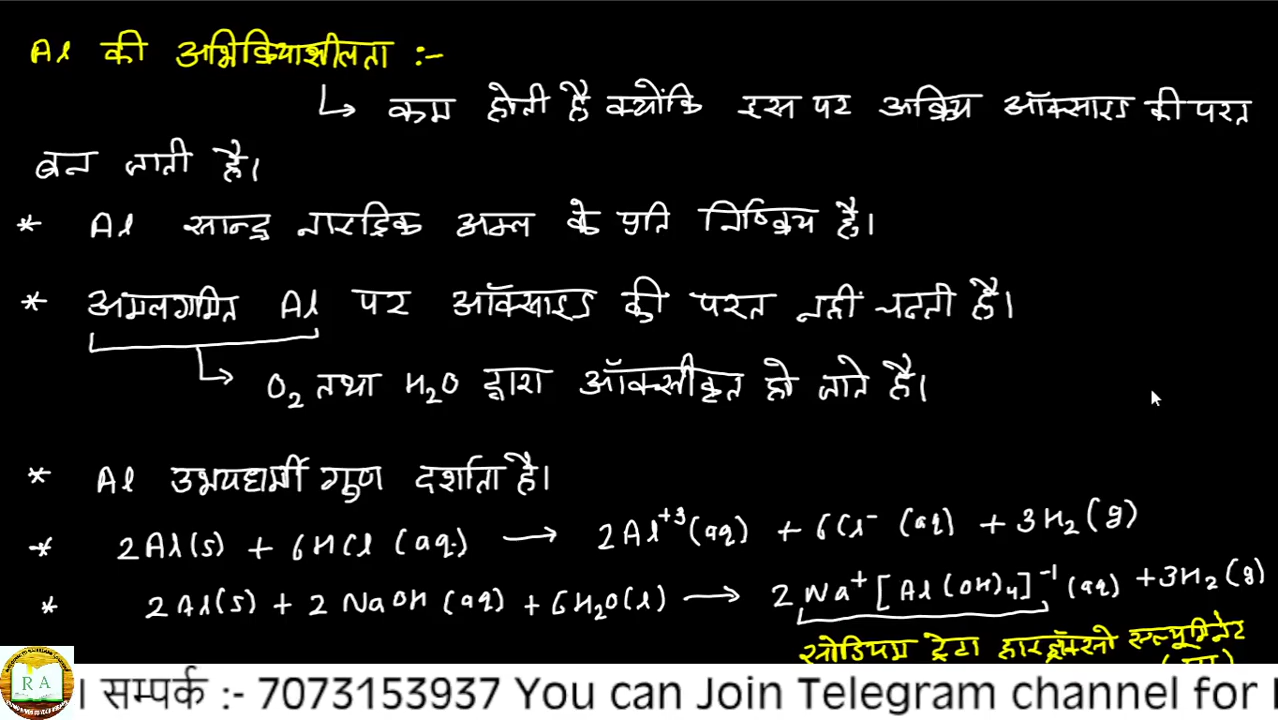 Al की अभिक्रियाशीलता :-
↳ कम होती है क्योंकि इस पर अक्रिय ऑक्साइड की परत
बन जाती है।
* Al सान्द्र नाइट्रिक अम्ल के प्रति निष्क्रिय है।
* अमलगमित Al पर ऑक्साइड की परत नहीं चढती है।
↳ O₂ तथा H₂O द्वारा ऑक्सीकृत हो जाते है।
* Al उभयधर्मी गुण दर्शाता है।
* 2Al(s) + 6HCl (aq.) → 2Al⁺³(aq) + 6Cl⁻ (aq) + 3H₂(g)
* 2Al(s) + 2NaOH (aq) + 6H₂O(l) → 2Na⁺[Al(OH)₄]⁻¹(aq) + 3H₂(g)
सोडियम टेट्रा हाइड्रॉक्सो एल्यूमिनेट
RA
सम्पर्क :- 7073153937 You can Join Telegram channel for